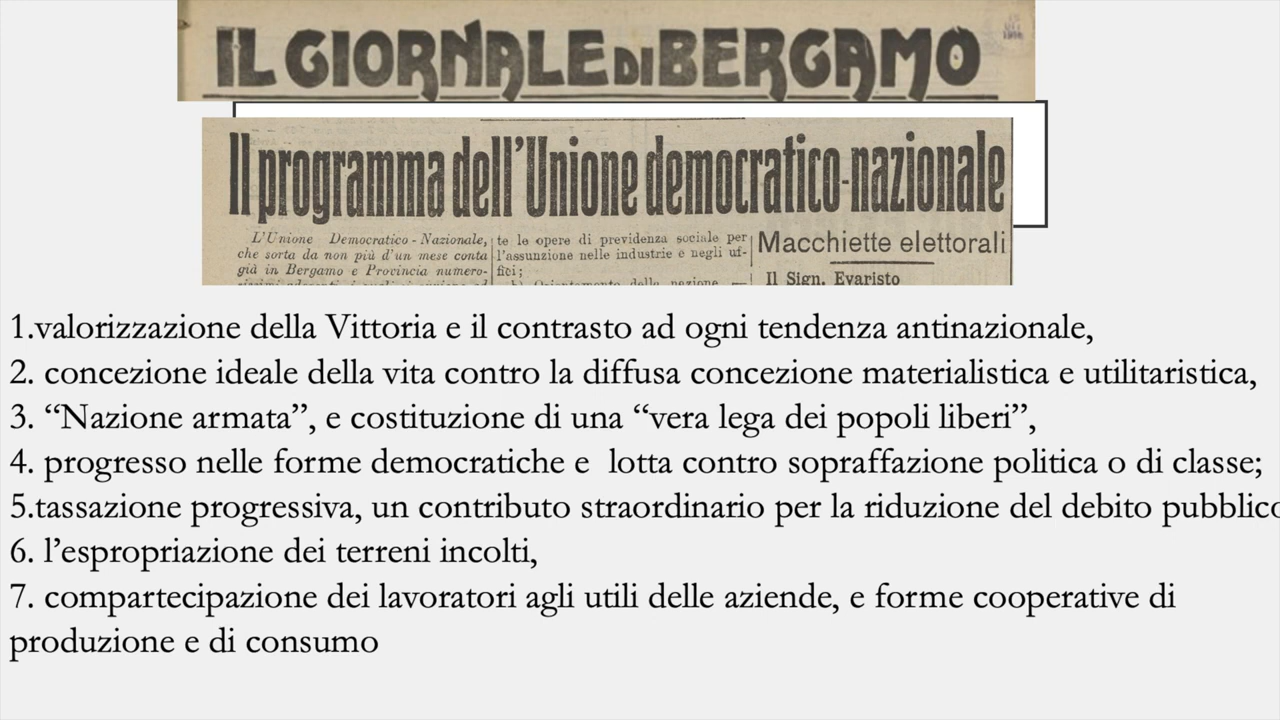 IL GIORNALE DI BERGAMO
Il programma dell'Unione democratico-nazionale
L'Unione Democratico-Nazionale,
che sorta da non più d'un mese conta
già in Bergamo e Provincia numero-
te le opere di previdenza sociale per
l'assunzione nelle industrie e negli uf-
fici;
Macchiette elettorali
Il Sign. Evaristo
1.valorizzazione della Vittoria e il contrasto ad ogni tendenza antinazionale,
2. concezione ideale della vita contro la diffusa concezione materialistica e utilitaristica,
3. “Nazione armata”, e costituzione di una “vera lega dei popoli liberi”,
4. progresso nelle forme democratiche e lotta contro sopraffazione politica o di classe;
5.tassazione progressiva, un contributo straordinario per la riduzione del debito pubblico
6. l’espropriazione dei terreni incolti,
7. compartecipazione dei lavoratori agli utili delle aziende, e forme cooperative di
produzione e di consumo